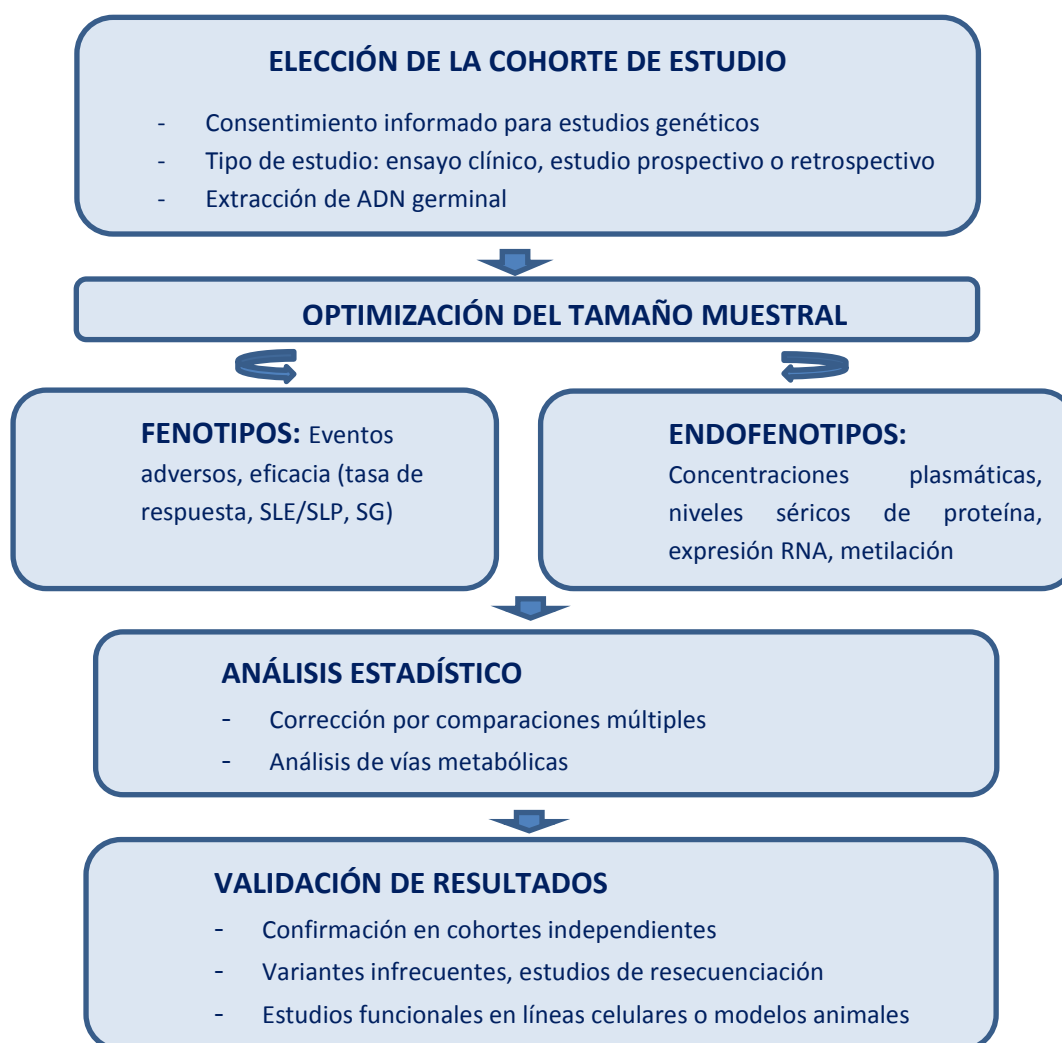 ELECCIÓN DE LA COHORTE DE ESTUDIO
- Consentimiento informado para estudios genéticos
- Tipo de estudio: ensayo clínico, estudio prospectivo o retrospectivo
- Extracción de ADN germinal
OPTIMIZACIÓN DEL TAMAÑO MUESTRAL
FENOTIPOS: Eventos
adversos, eficacia (tasa de
respuesta, SLE/SLP, SG)
ENDOFENOTIPOS:
Concentraciones plasmáticas,
niveles séricos de proteína,
expresión RNA, metilación
ANÁLISIS ESTADÍSTICO
- Corrección por comparaciones múltiples
- Análisis de vías metabólicas
VALIDACIÓN DE RESULTADOS
- Confirmación en cohortes independientes
- Variantes infrecuentes, estudios de resecuenciación
- Estudios funcionales en líneas celulares o modelos animales